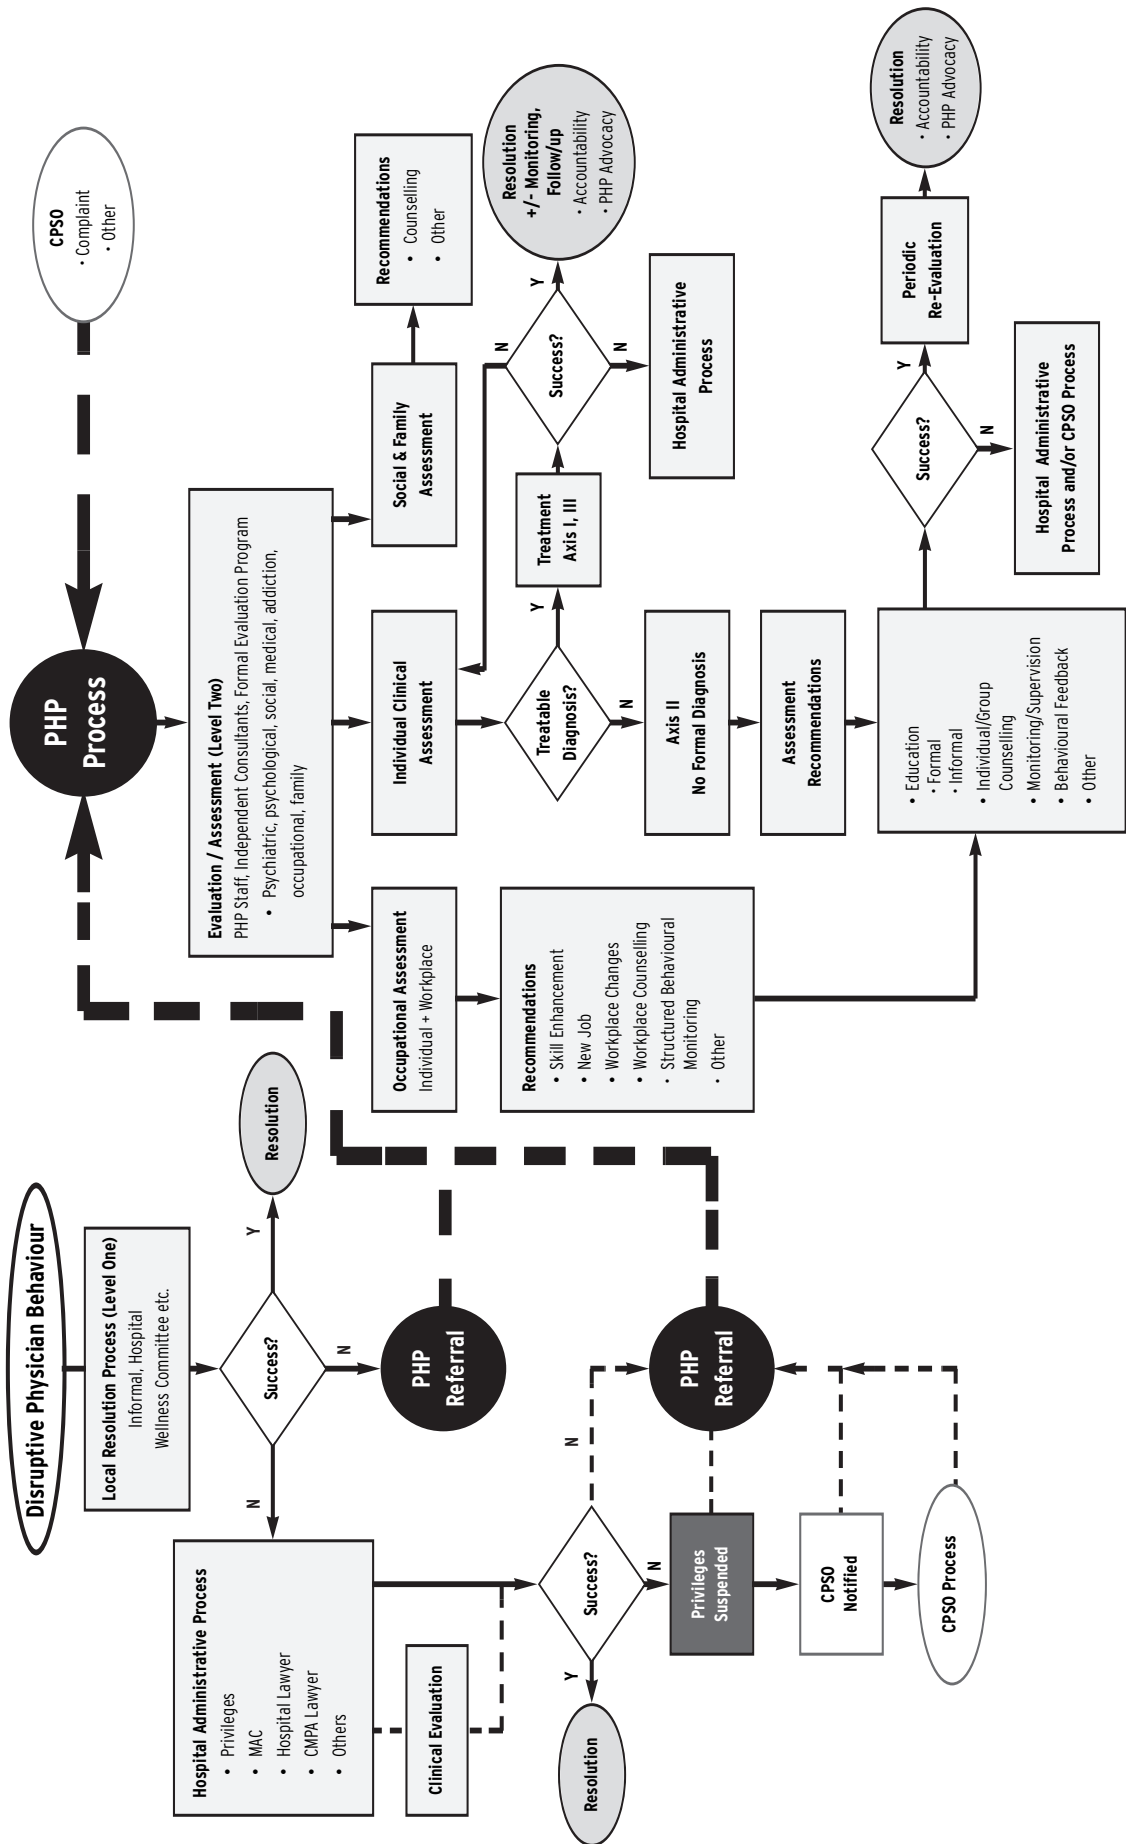 Disruptive Physician Behaviour
Local Resolution Process (Level One)
Informal, Hospital
Wellness Committee etc.
Success?
Y
Resolution
N
N
PHP
Referral
Hospital Administrative Process
• Privileges
• MAC
• Hospital Lawyer
• CMPA Lawyer
• Others
Clinical Evaluation
Success?
Y
Resolution
N
N
PHP
Referral
Privileges
Suspended
CPSO
Notified
CPSO Process
PHP
Process
CPSO
· Complaint
· Other
Evaluation / Assessment (Level Two)
PHP Staff, Independent Consultants, Formal Evaluation Program
• Psychiatric, psychological, social, medical, addiction,
occupational, family
Occupational Assessment
Individual + Workplace
Recommendations
• Skill Enhancement
• New Job
• Workplace Changes
• Workplace Counselling
· Structured Behavioural
Monitoring
· Other
Individual Clinical
Assessment
Treatable
Diagnosis?
Y
N
Treatment
Axis I, III
Success?
N
Y
N
Resolution
+/- Monitoring,
Follow/up
· Accountability
· PHP Advocacy
Hospital Administrative
Process
Social & Family
Assessment
Recommendations
• Counselling
• Other
Axis II
No Formal Diagnosis
Assessment
Recommendations
• Education
· Formal
· Informal
• Individual/Group
Counselling
• Monitoring/Supervision
• Behavioural Feedback
• Other
Success?
Y
N
Periodic
Re-Evaluation
Resolution
· Accountability
· PHP Advocacy
Hospital Administrative
Process and/or CPSO Process